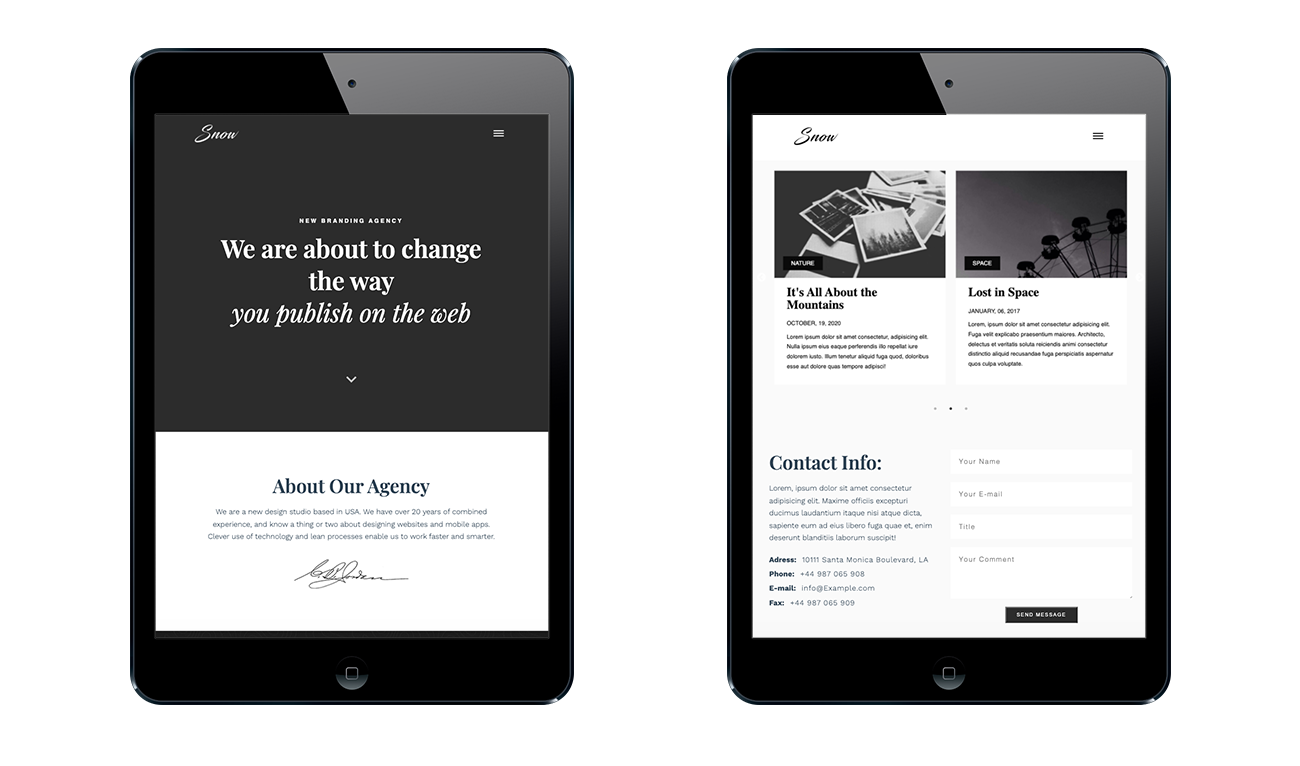 Snow
NEW BRANDING AGENCY
We are about to change
the way
you publish on the web
About Our Agency
We are a new design studio based in USA. We have over 20 years of combined
experience, and know a thing or two about designing websites and mobile apps.
Clever use of technology and lean processes enable us to work faster and smarter.
Snow
NATURE
It's All About the
Mountains
OCTOBER, 19, 2020
Lorem ipsum dolor sit amet consectetur, adipisicing elit.
Nulla ipsum eius eaque perferendis illo repellat iure
dolorem iusto. Illum tenetur aliquid fuga quod, doloribus
esse aut dolore quas tempore adipisci!
SPACE
Lost in Space
JANUARY, 06, 2017
Lorem, ipsum dolor sit amet consectetur adipisicing elit.
Fuga velit explicabo praesentium maiores. Architecto,
delectus et veritatis soluta reiciendis animi consectetur
distinctio aliquid recusandae fuga perspiciatis aspernatur
quos culpa voluptate.
Contact Info:
Lorem, ipsum dolor sit amet consectetur
adipisicing elit. Maxime officiis excepturi
ducimus laudantium itaque nisi atque dicta,
sapiente eum ad eius libero fuga quae et, enim
deserunt blanditiis laborum suscipit!
Adress: 10111 Santa Monica Boulevard, LA
Phone: +44 987 065 908
E-mail: info@Example.com
Fax: +44 987 065 909
Your Name
Your E-mail
Title
Your Comment
SEND MESSAGE